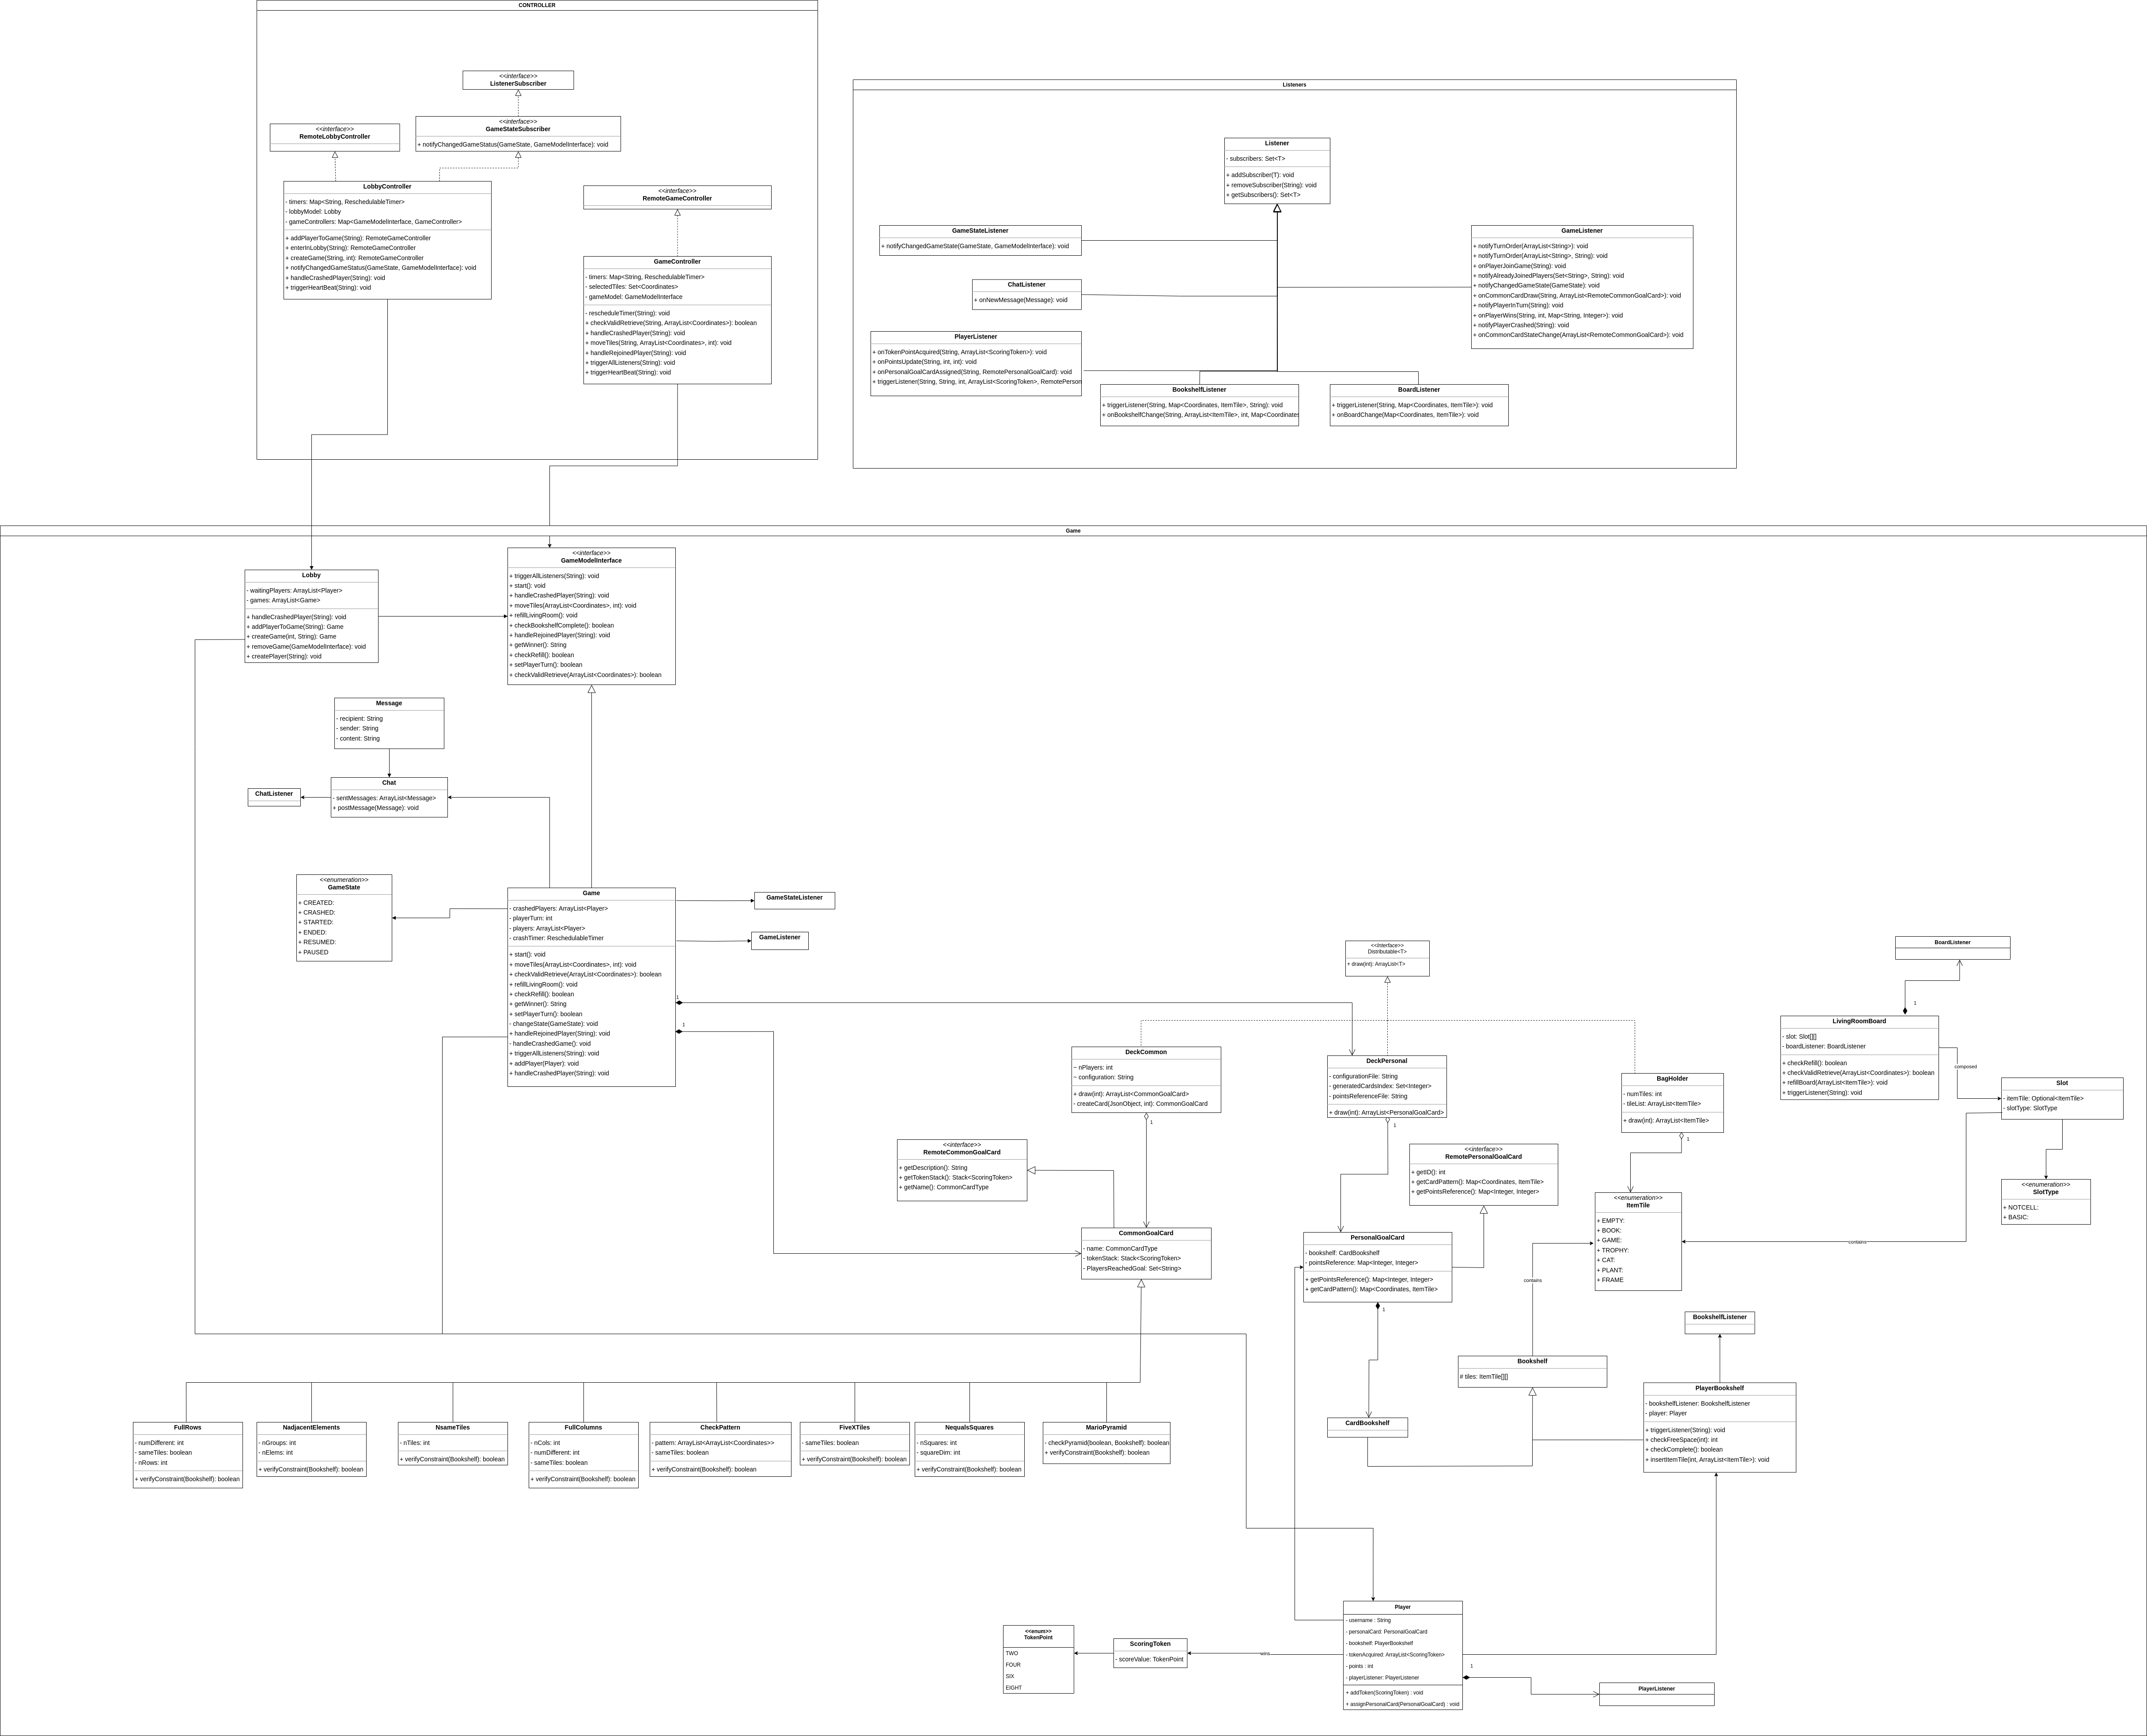 CONTROLLER
<<interface>>
ListenerSubscriber
<<interface>>
RemoteLobbyController
<<interface>>
GameStateSubscriber
+ notifyChangedGameStatus(GameState, GameModelInterface): void
LobbyController
- timers: Map<String, ReschedulableTimer>
- lobbyModel: Lobby
- gameControllers: Map<GameModelInterface, GameController>
+ addPlayerToGame(String): RemoteGameController
+ enterInLobby(String): RemoteGameController
+ createGame(String, int): RemoteGameController
+ notifyChangedGameStatus(GameState, GameModelInterface): void
+ handleCrashedPlayer(String): void
+ triggerHeartBeat(String): void
<<interface>>
RemoteGameController
GameController
- timers: Map<String, ReschedulableTimer>
- selectedTiles: Set<Coordinates>
- gameModel: GameModelInterface
- rescheduleTimer(String): void
+ checkValidRetrieve(String, ArrayList<Coordinates>): boolean
+ handleCrashedPlayer(String): void
+ moveTiles(String, ArrayList<Coordinates>, int): void
+ handleRejoinedPlayer(String): void
+ triggerAllListeners(String): void
+ triggerHeartBeat(String): void
Listeners
Listener
- subscribers: Set<T>
+ addSubscriber(T): void
+ removeSubscriber(String): void
+ getSubscribers(): Set<T>
GameStateListener
+ notifyChangedGameState(GameState, GameModelInterface): void
ChatListener
+ onNewMessage(Message): void
PlayerListener
+ onTokenPointAcquired(String, ArrayList<ScoringToken>): void
+ onPointsUpdate(String, int, int): void
+ onPersonalGoalCardAssigned(String, RemotePersonalGoalCard): void
+ triggerListener(String, String, int, ArrayList<ScoringToken>, RemotePerson
GameListener
+ notifyTurnOrder(ArrayList<String>): void
+ notifyTurnOrder(ArrayList<String>, String): void
+ onPlayerJoinGame(String): void
+ notifyAlreadyJoinedPlayers(Set<String>, String): void
+ notifyChangedGameState(GameState): void
+ onCommonCardDraw(String, ArrayList<RemoteCommonGoalCard>): void
+ notifyPlayerInTurn(String): void
+ onPlayerWins(String, int, Map<String, Integer>): void
+ notifyPlayerCrashed(String): void
+ onCommonCardStateChange(ArrayList<RemoteCommonGoalCard>): void
BookshelfListener
+ triggerListener(String, Map<Coordinates, ItemTile>, String): void
+ onBookshelfChange(String, ArrayList<ItemTile>, int, Map<Coordinates
BoardListener
+ triggerListener(String, Map<Coordinates, ItemTile>): void
+ onBoardChange(Map<Coordinates, ItemTile>): void
Game
Lobby
- waitingPlayers: ArrayList<Player>
- games: ArrayList<Game>
+ handleCrashedPlayer(String): void
+ addPlayerToGame(String): Game
+ createGame(int, String): Game
+ removeGame(GameModelInterface): void
+ createPlayer(String): void
<<interface>>
GameModelInterface
+ triggerAllListeners(String): void
+ start(): void
+ handleCrashedPlayer(String): void
+ moveTiles(ArrayList<Coordinates>, int): void
+ refillLivingRoom(): void
+ checkBookshelfComplete(): boolean
+ handleRejoinedPlayer(String): void
+ getWinner(): String
+ checkRefill(): boolean
+ setPlayerTurn(): boolean
+ checkValidRetrieve(ArrayList<Coordinates>): boolean
Message
- recipient: String
- sender: String
- content: String
Chat
- sentMessages: ArrayList<Message>
+ postMessage(Message): void
ChatListener
<<enumeration>>
GameState
+ CREATED:
+ CRASHED:
+ STARTED:
+ ENDED:
+ RESUMED:
+ PAUSED
Game
- crashedPlayers: ArrayList<Player>
- playerTurn: int
- players: ArrayList<Player>
- crashTimer: ReschedulableTimer
+ start(): void
+ moveTiles(ArrayList<Coordinates>, int): void
+ checkValidRetrieve(ArrayList<Coordinates>): boolean
+ refillLivingRoom(): void
+ checkRefill(): boolean
+ getWinner(): String
+ setPlayerTurn(): boolean
- changeState(GameState): void
+ handleRejoinedPlayer(String): void
- handleCrashedGame(): void
+ triggerAllListeners(String): void
+ addPlayer(Player): void
+ handleCrashedPlayer(String): void
GameStateListener
GameListener
1
1
<<interface>>
Distributable<T>
+ draw(int): ArrayList<T>
DeckCommon
~ nPlayers: int
~ configuration: String
+ draw(int): ArrayList<CommonGoalCard>
- createCard(JsonObject, int): CommonGoalCard
1
DeckPersonal
- configurationFile: String
- generatedCardsIndex: Set<Integer>
- pointsReferenceFile: String
+ draw(int): ArrayList<PersonalGoalCard>
1
BagHolder
- numTiles: int
- tileList: ArrayList<ItemTile>
+ draw(int): ArrayList<ItemTile>
1
BoardListener
1
LivingRoomBoard
- slot: Slot[][]
- boardListener: BoardListener
+ checkRefill(): boolean
+ checkValidRetrieve(ArrayList<Coordinates>): boolean
+ refillBoard(ArrayList<ItemTile>): void
+ triggerListener(String): void
composed
Slot
- itemTile: Optional<ItemTile>
- slotType: SlotType
<<enumeration>>
SlotType
+ NOTCELL:
+ BASIC:
<<interface>>
RemoteCommonGoalCard
+ getDescription(): String
+ getTokenStack(): Stack<ScoringToken>
+ getName(): CommonCardType
<<interface>>
RemotePersonalGoalCard
+ getID(): int
+ getCardPattern(): Map<Coordinates, ItemTile>
+ getPointsReference(): Map<Integer, Integer>
<<enumeration>>
ItemTile
+ EMPTY:
+ BOOK:
+ GAME:
+ TROPHY:
+ CAT:
+ PLANT:
+ FRAME
contains
contains
CommonGoalCard
- name: CommonCardType
- tokenStack: Stack<ScoringToken>
- PlayersReachedGoal: Set<String>
PersonalGoalCard
- bookshelf: CardBookshelf
- pointsReference: Map<Integer, Integer>
+ getPointsReference(): Map<Integer, Integer>
+ getCardPattern(): Map<Coordinates, ItemTile>
1
BookshelfListener
Bookshelf
# tiles: ItemTile[][]
PlayerBookshelf
- bookshelfListener: BookshelfListener
- player: Player
+ triggerListener(String): void
+ checkFreeSpace(int): int
+ checkComplete(): boolean
+ insertItemTile(int, ArrayList<ItemTile>): void
CardBookshelf
FullRows
- numDifferent: int
- sameTiles: boolean
- nRows: int
+ verifyConstraint(Bookshelf): boolean
NadjacentElements
- nGroups: int
- nElems: int
+ verifyConstraint(Bookshelf): boolean
NsameTiles
- nTiles: int
+ verifyConstraint(Bookshelf): boolean
FullColumns
- nCols: int
- numDifferent: int
- sameTiles: boolean
+ verifyConstraint(Bookshelf): boolean
CheckPattern
- pattern: ArrayList<ArrayList<Coordinates>>
- sameTiles: boolean
+ verifyConstraint(Bookshelf): boolean
FiveXTiles
- sameTiles: boolean
+ verifyConstraint(Bookshelf): boolean
NequalsSquares
- nSquares: int
- squareDim: int
+ verifyConstraint(Bookshelf): boolean
MarioPyramid
- checkPyramid(boolean, Bookshelf): boolean
+ verifyConstraint(Bookshelf): boolean
<<enum>>
TokenPoint
TWO
FOUR
SIX
EIGHT
ScoringToken
- scoreValue: TokenPoint
wins
Player
- username : String
- personalCard: PersonalGoalCard
- bookshelf: PlayerBookshelf
- tokenAcquired: ArrayList<ScoringToken>
- points : int
- playerListener: PlayerListener
+ addToken(ScoringToken) : void
+ assignPersonalCard(PersonalGoalCard) : void
1
PlayerListener